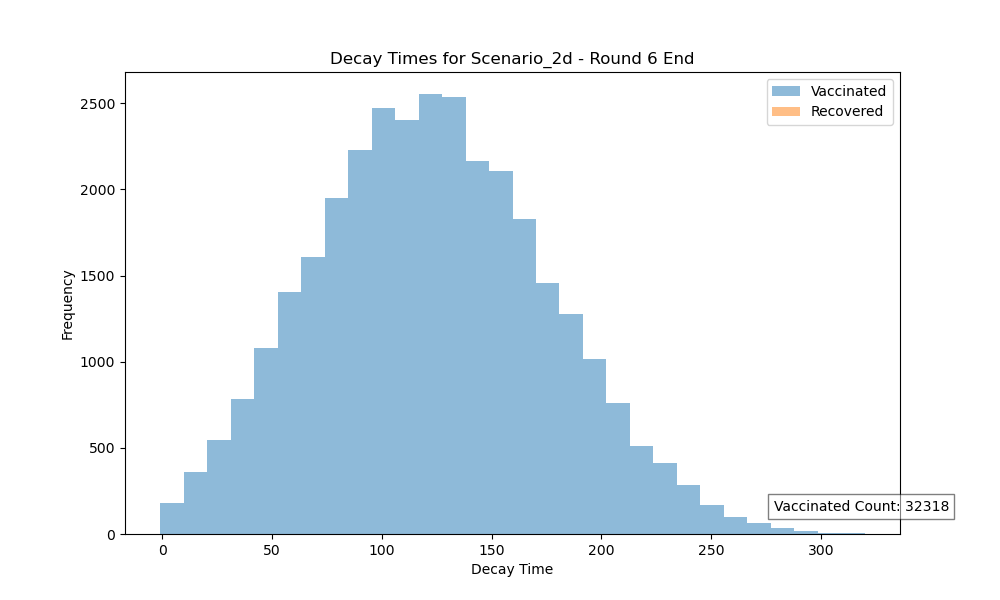 Decay Times for Scenario_2d - Round 6 End
Vaccinated
Recovered
2500
2000
1500
1000
500
0
Frequency
Vaccinated Count: 32318
0 50 100 150 200 250 300
Decay Time